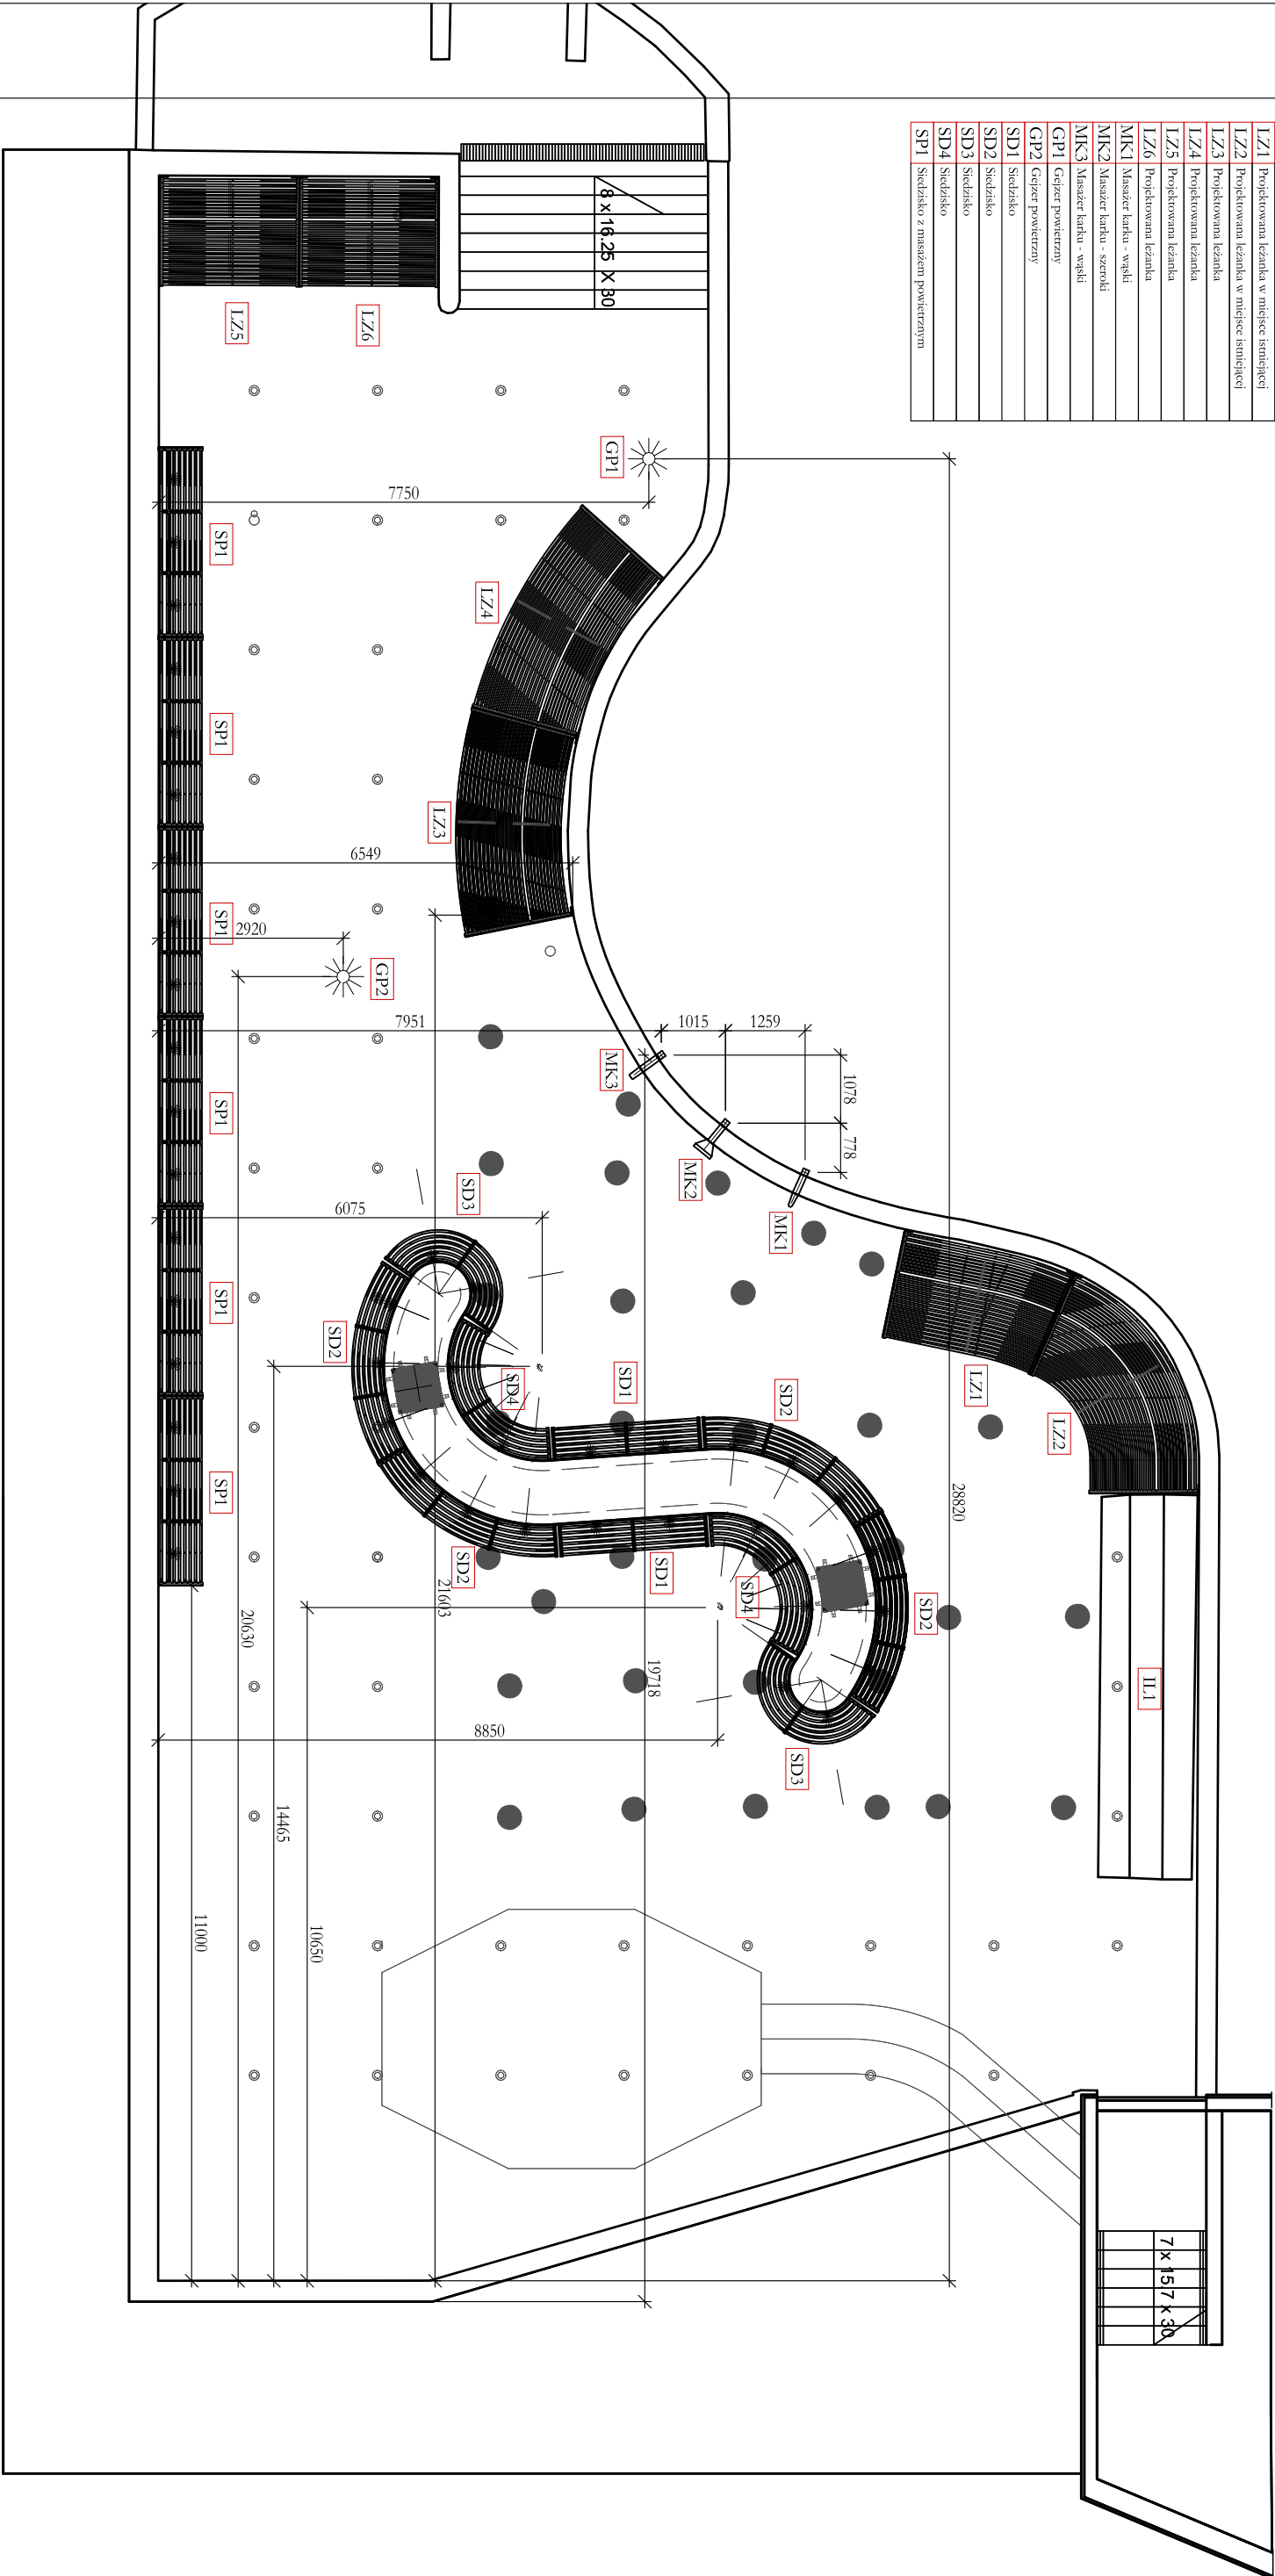 LZ1 Projektowana leżanka w miejsce istniejącej
LZ2 Projektowana leżanka w miejsce istniejącej
LZ3 Projektowana leżanka
LZ4 Projektowana leżanka
LZ5 Projektowana leżanka
LZ6 Projektowana leżanka
MK1 Masażer karku - wąski
MK2 Masażer karku - szeroki
MK3 Masażer karku - wąski
GP1 Gejzer powietrzny
GP2 Gejzer powietrzny
SD1 Siedzisko
SD2 Siedzisko
SD3 Siedzisko
SD4 Siedzisko
SP1 Siedzisko z masażem powietrznym
8 x 16.25 X 30
LZ5
LZ6
GP1
7750
SP1
LZ4
SP1
LZ3
6549
SP1
2920
GP2
7951
1015
1259
1078
778
MK3
MK2
MK1
SP1
SD3
6075
SP1
SD2
SD4
SD1
SD2
LZ1
LZ2
28820
SP1
SD2
SD1
SD4
SD2
21603
20630
19718
IL1
8850
SD3
14465
11000
10650
7 x 15.7 x 30